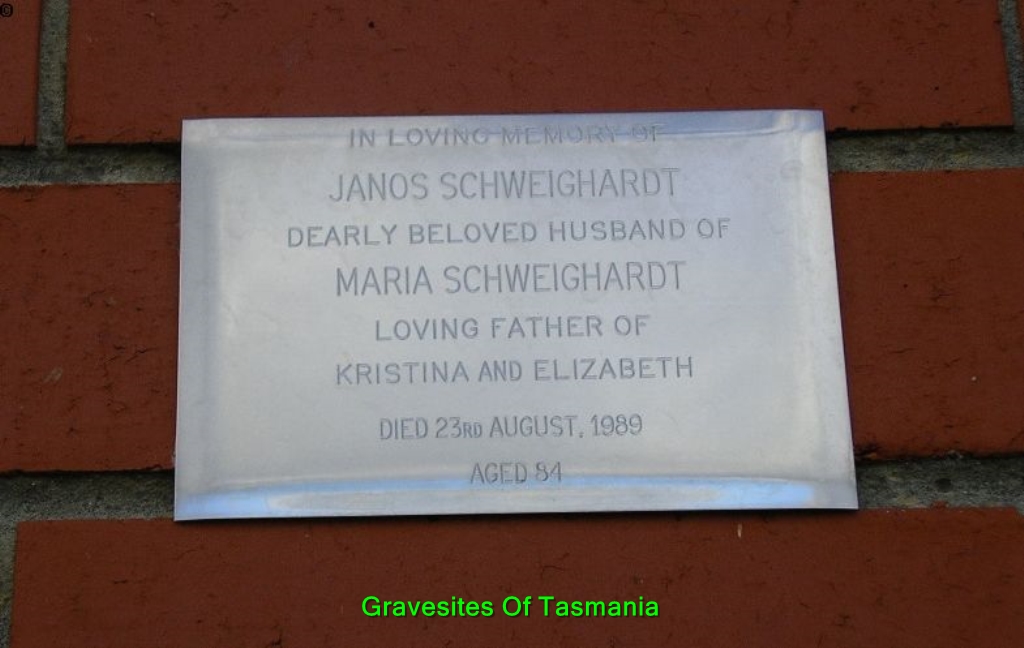 ©
IN LOVING MEMORY OF
JANOS SCHWEIGHARDT
DEARLY BELOVED HUSBAND OF
MARIA SCHWEIGHARDT
LOVING FATHER OF
KRISTINA AND ELIZABETH
DIED 23RD AUGUST, 1989
AGED 84
Gravesites Of Tasmania